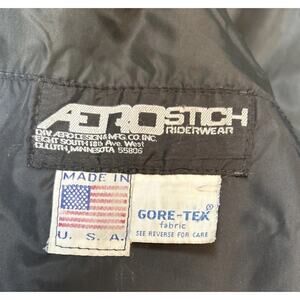 AEROSTICH
RIDERWEAR
DIV. AERO DESIGN & MFG. CO. INC.
EIGHT SOUTH 18th Ave. West
DULUTH, MINNESOTA 55806
MADE IN
U. S. A.
GORE-TEX®
fabric
SEE REVERSE FOR CARE